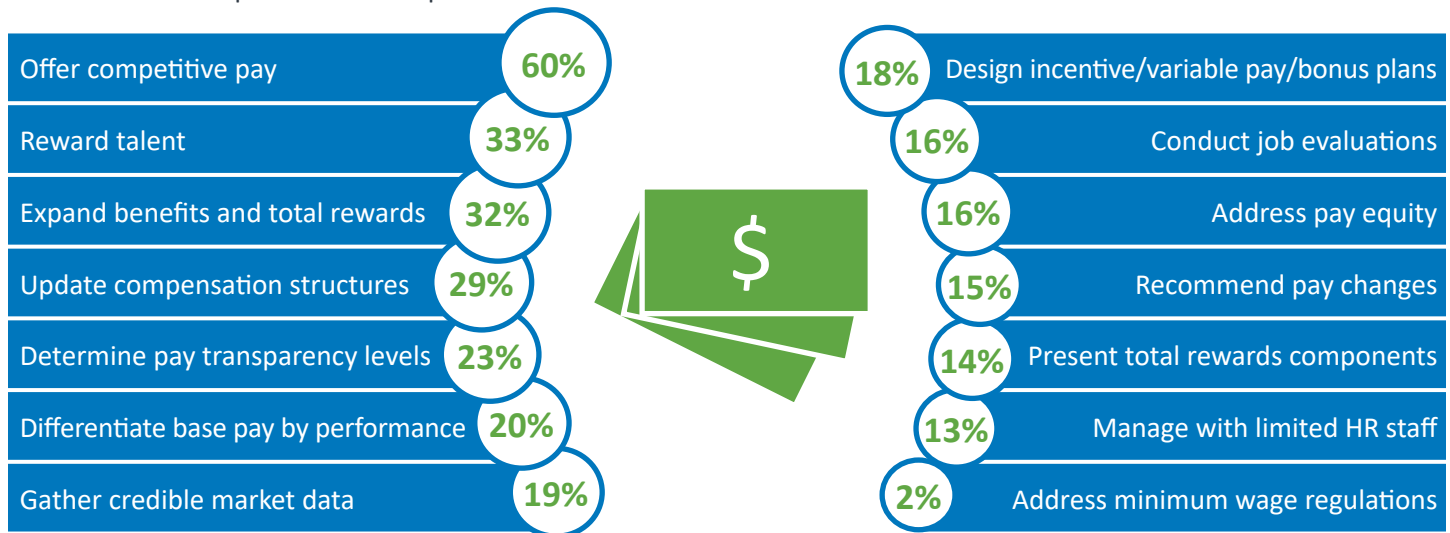 Offer competitive pay
60%
Reward talent
33%
Expand benefits and total rewards
32%
Update compensation structures
29%
Determine pay transparency levels
23%
Differentiate base pay by performance
20%
Gather credible market data
19%
$
18%
Design incentive/variable pay/bonus plans
16%
Conduct job evaluations
16%
Address pay equity
15%
Recommend pay changes
14%
Present total rewards components
13%
Manage with limited HR staff
2%
Address minimum wage regulations